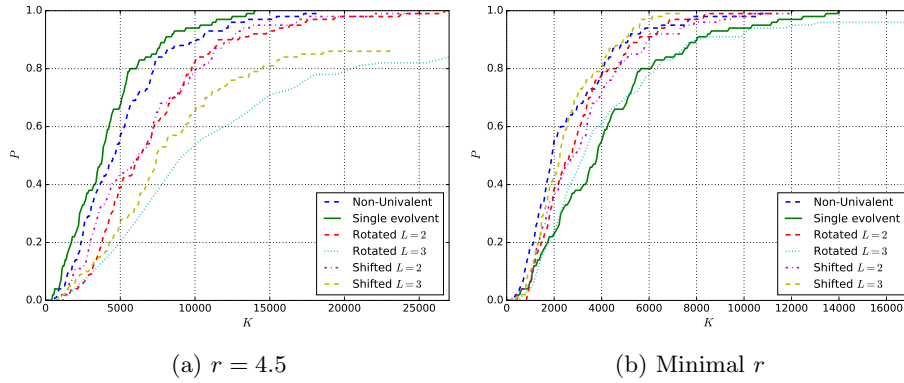 1.0
0.8
0.6
0.4
0.2
0.0
P
0 5000 10000 15000 20000 25000
K
Non-Univalent
Single evolvent
Rotated L = 2
Rotated L = 3
Shifted L = 2
Shifted L = 3
(a) r = 4.5
1.0
0.8
0.6
0.4
0.2
0.0
P
0 2000 4000 6000 8000 10000 12000 14000 16000
K
Non-Univalent
Single evolvent
Rotated L = 2
Rotated L = 3
Shifted L = 2
Shifted L = 3
(b) Minimal r